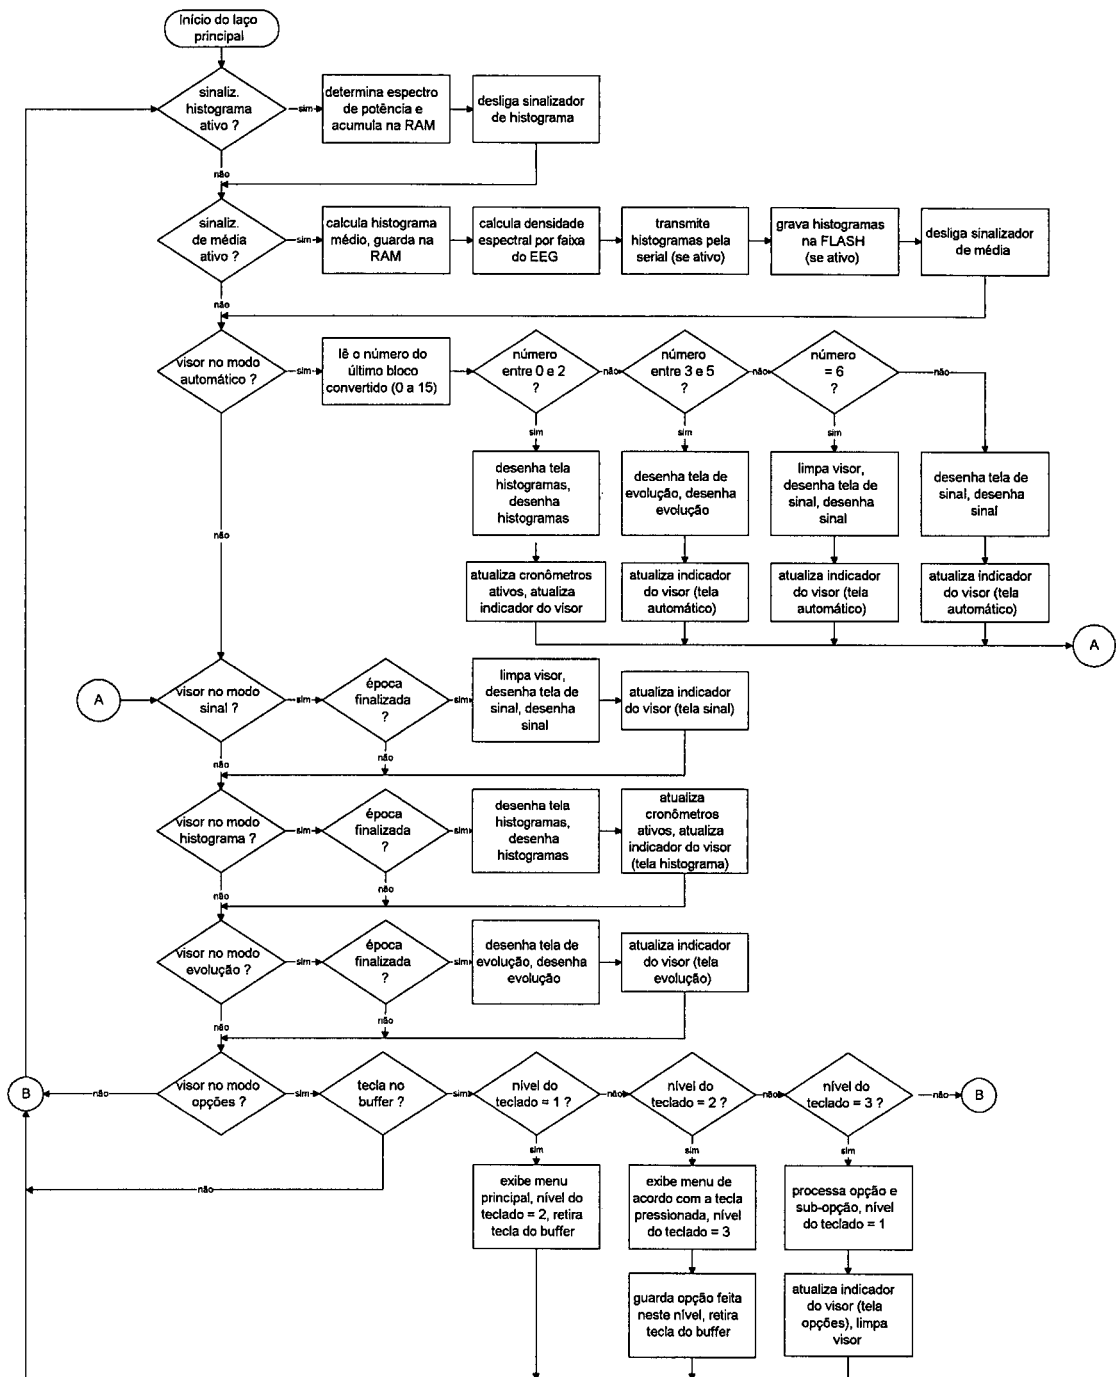 Início do laço
principal
sinaliz.
histograma
ativo ?
sim
determina espectro
de potência e
acumula na RAM
desliga sinalizador
de histograma
não
sinaliz.
de média
ativo ?
sim
calcula histograma
médio, guarda na
RAM
calcula densidade
espectral por faixa
do EEG
transmite
histogramas pela
serial (se ativo)
grava histogramas
na FLASH
(se ativo)
desliga sinalizador
de média
não
visor no modo
automático ?
sim
lê o número do
último bloco
convertido (0 a 15)
número
entre 0 e 2
?
não
número
entre 3 e 5
?
não
número
= 6
?
não
sim
sim
sim
desenha tela
histogramas,
desenha
histogramas
desenha tela de
evolução, desenha
evolução
limpa visor,
desenha tela de
sinal, desenha
sinal
desenha tela de
sinal, desenha
sinal
não
atualiza cronômetros
ativos, atualiza
indicador do visor
atualiza indicador
do visor (tela
automático)
atualiza indicador
do visor (tela
automático)
atualiza indicador
do visor (tela
automático)
A
A
visor no modo
sinal ?
sim
época
finalizada
?
sim
limpa visor,
desenha tela de
sinal, desenha
sinal
atualiza indicador
do visor (tela sinal)
não
não
visor no modo
histograma ?
sim
época
finalizada
?
sim
desenha tela
histogramas,
desenha
histogramas
atualiza
cronômetros
ativos, atualiza
indicador do visor
(tela histograma)
não
não
visor no modo
evolução ?
sim
época
finalizada
?
sim
desenha tela de
evolução, desenha
evolução
atualiza indicador
do visor (tela
evolução)
não
não
B
não
visor no modo
opções ?
sim
tecla no
buffer ?
sim
nível do
teclado = 1 ?
não
nível do
teclado = 2 ?
não
nível do
teclado = 3 ?
não
B
sim
sim
sim
não
exibe menu
principal, nível do
teclado = 2, retira
tecla do buffer
exibe menu de
acordo com a tecla
pressionada, nível
do teclado = 3
processa opção e
sub-opção, nível
do teclado = 1
guarda opção feita
neste nível, retira
tecla do buffer
atualiza indicador
do visor (tela
opções), limpa
visor